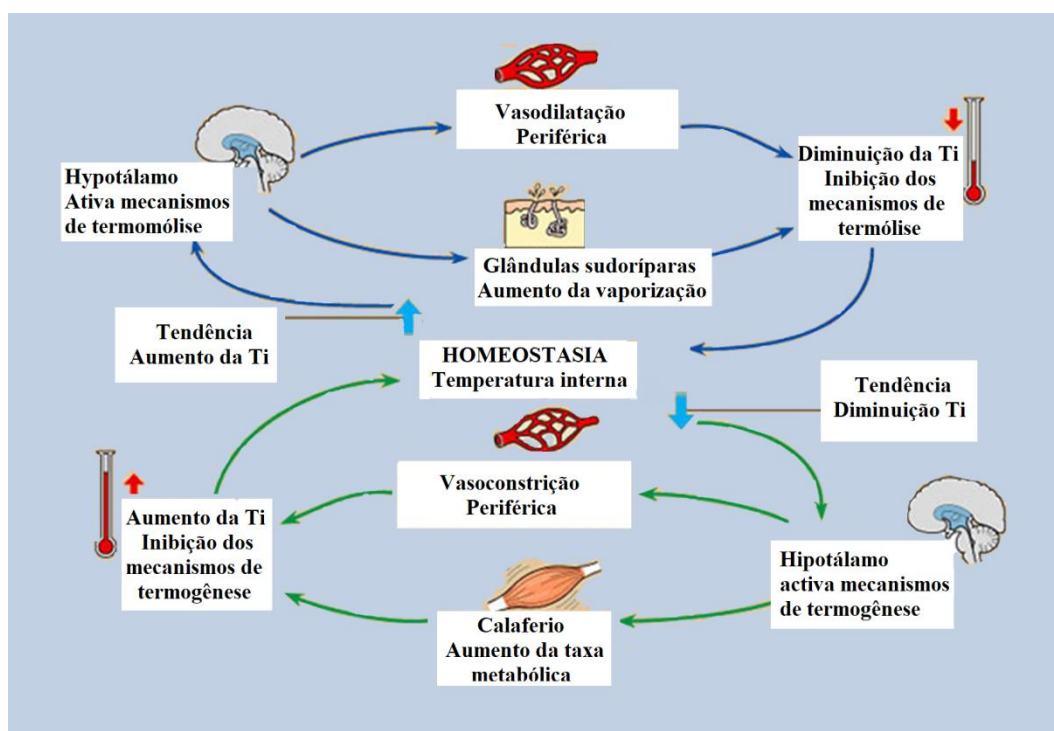 Vasodilatação
Periférica
Hypotálamo
Ativa mecanismos
de termomólise
Diminuição da Ti
Inibição dos
mecanismos de
termólise
Glândulas sudoríparas
Aumento da vaporização
Tendência
Aumento da Ti
HOMEOSTASIA
Temperatura interna
Tendência
Diminuição Ti
Vasoconstrição
Periférica
Aumento da Ti
Inibição dos
mecanismos de
termogênese
Hipotálamo
activa mecanismos
de termogênese
Calaferio
Aumento da taxa
metabólica